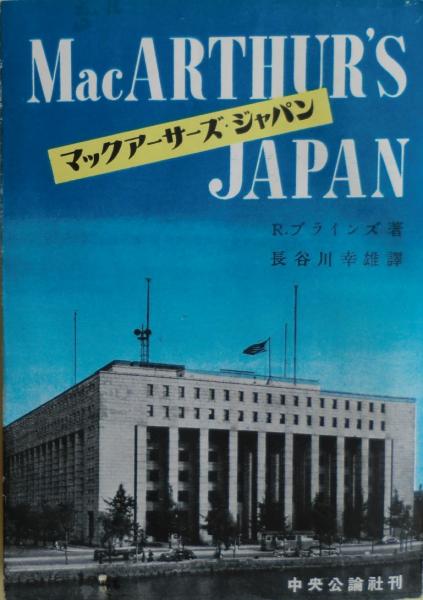 MacARTHUR'S
マックアーサーズ・ジャパン
JAPAN
R.ブラインズ著
長谷川幸雄譯
中央公論社刊